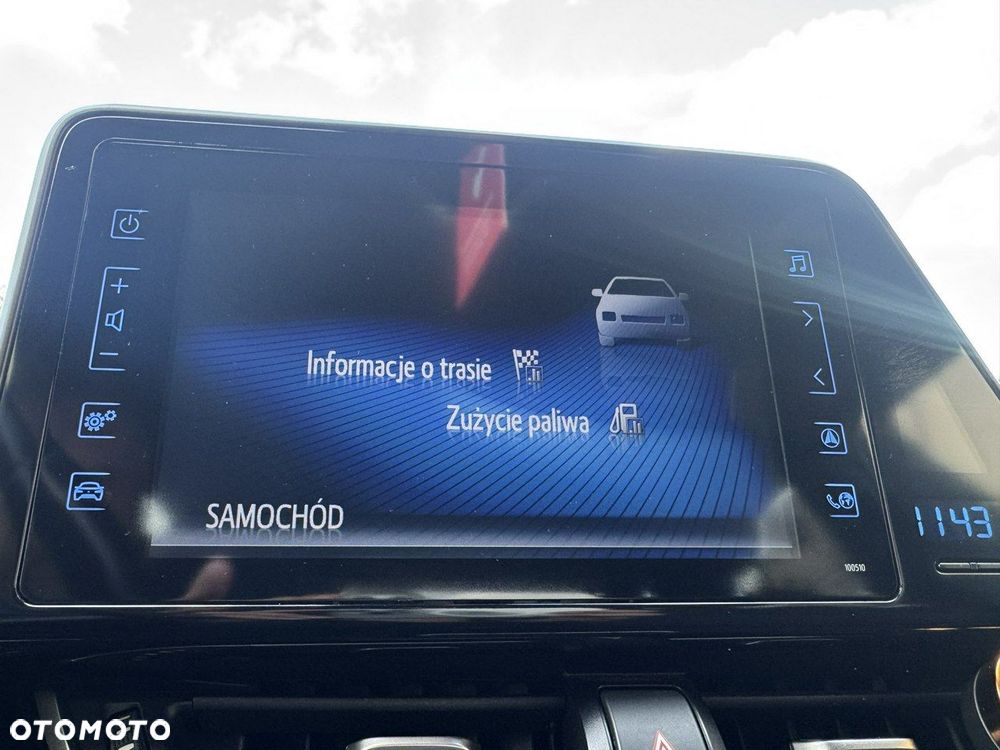 Informacje o trasie
Zużycie paliwa
SAMOCHÓD
100510
1143
OTOMOTO